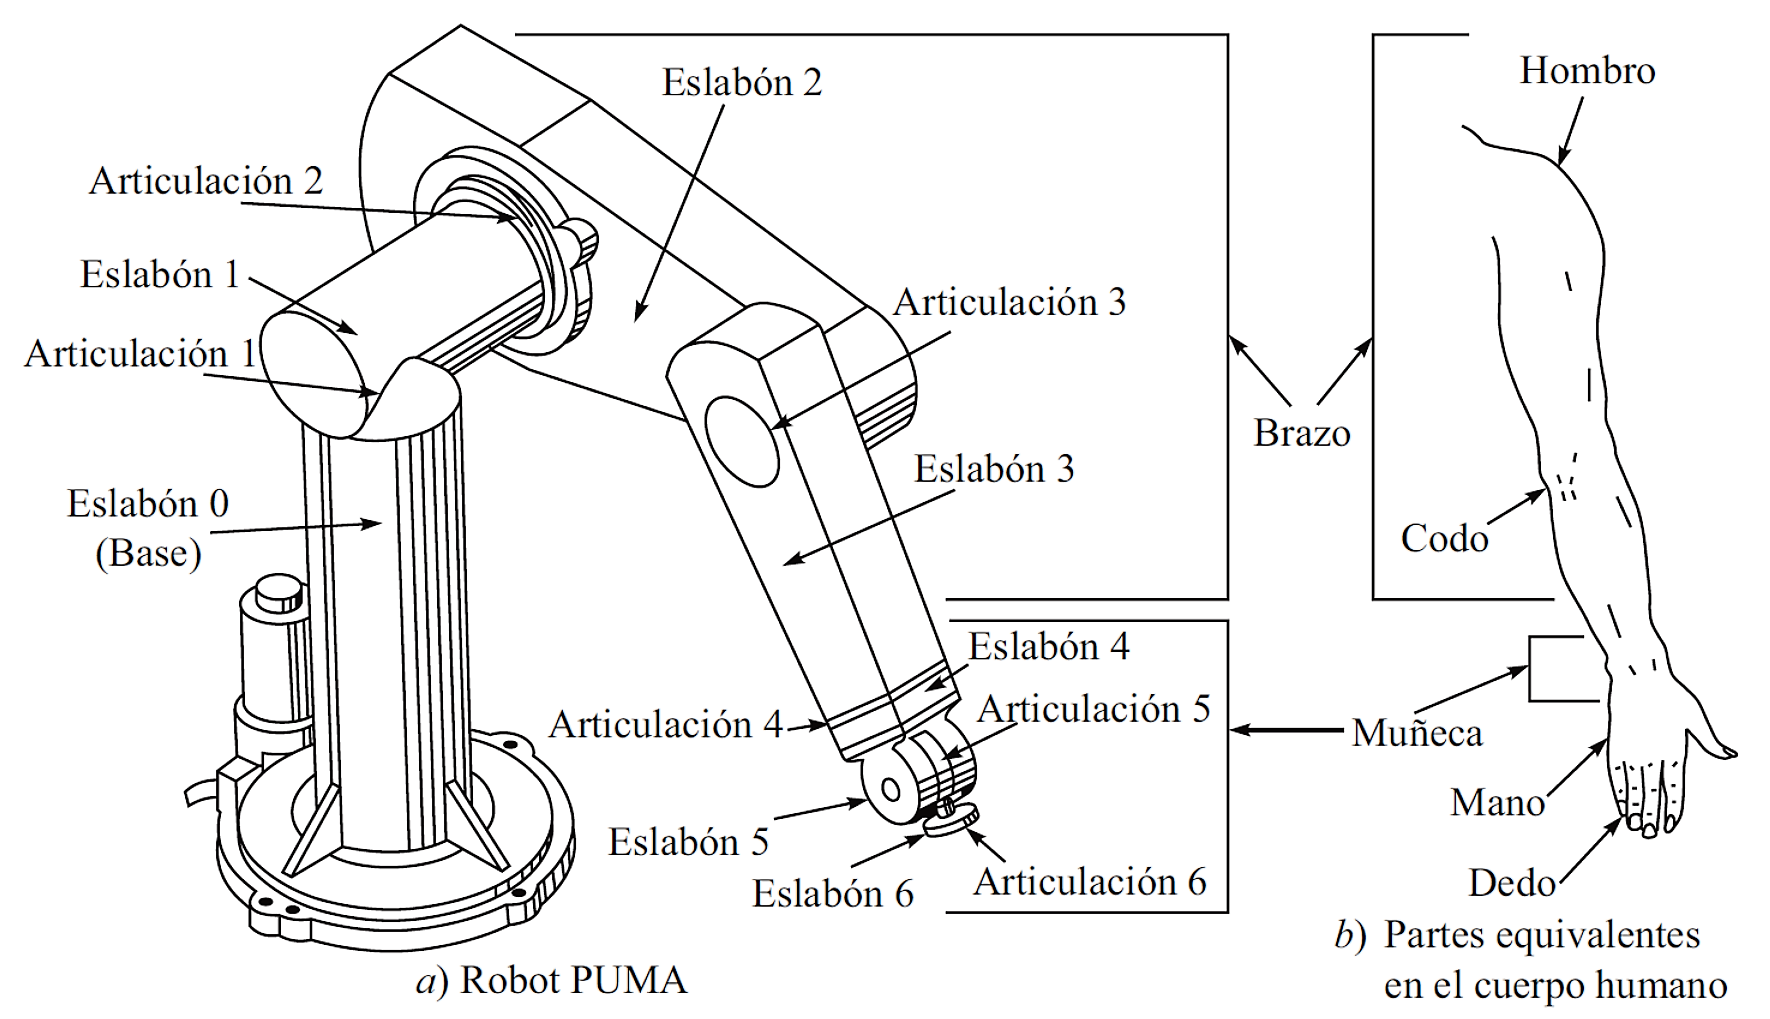 Eslabón 2
Hombro
Articulación 2
Eslabón 1
Articulación 3
Articulación 1
Brazo
Eslabón 3
Eslabón 0
(Base)
Codo
Eslabón 4
Articulación 5
Articulación 4
Muñeca
Mano
Eslabón 5
Eslabón 6
Articulación 6
Dedo
a) Robot PUMA
b) Partes equivalentes
en el cuerpo humano